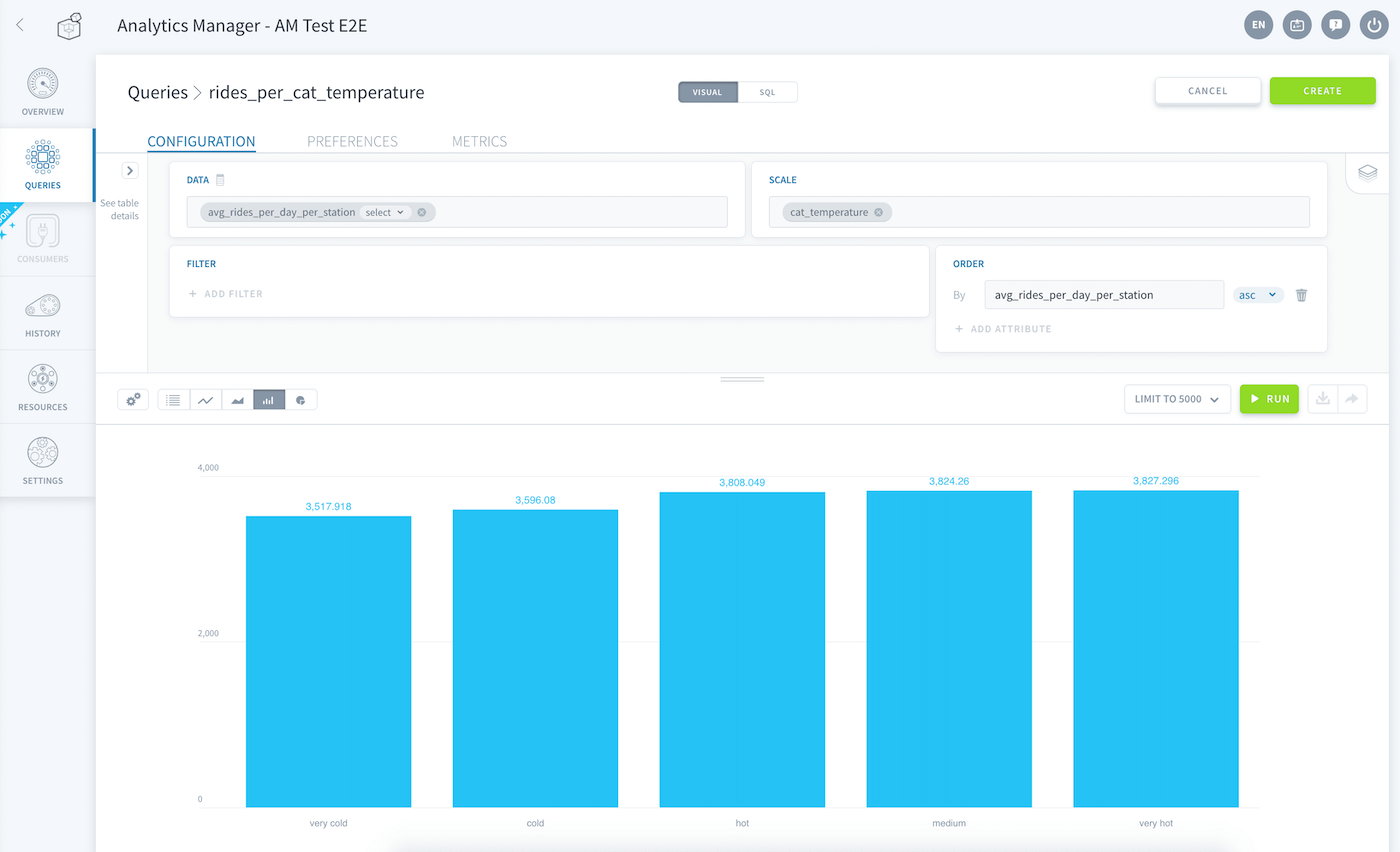 Analytics Manager - AM Test E2E
EN
OVERVIEW
QUERIES
CONSUMERS
HISTORY
RESOURCES
SETTINGS
Queries > rides_per_cat_temperature
VISUAL SQL
CANCEL
CREATE
CONFIGURATION PREFERENCES METRICS
See table
details
DATA
avg_rides_per_day_per_station select
SCALE
cat_temperature
FILTER
+ ADD FILTER
ORDER
By avg_rides_per_day_per_station asc
+ ADD ATTRIBUTE
LIMIT TO 5000
RUN
4,000
2,000
0
3,517.918
3,596.08
3,808.049
3,824.26
3,827.296
very cold
cold
hot
medium
very hot